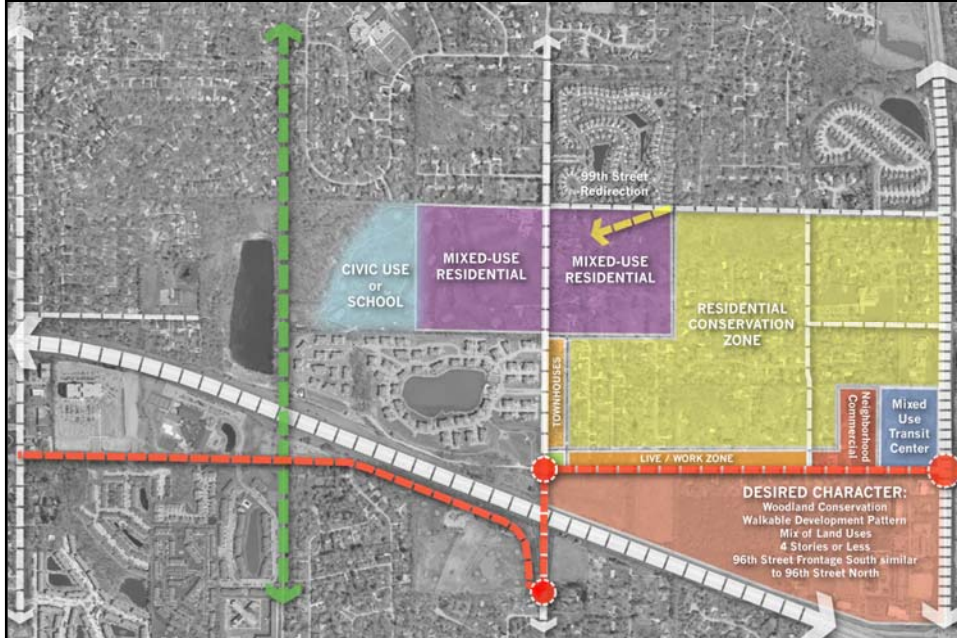 99th Street
Redirection
CIVIC USE
or
SCHOOL
MIXED-USE
RESIDENTIAL
MIXED-USE
RESIDENTIAL
RESIDENTIAL
CONSERVATION
ZONE
TOWNHOUSES
Neighborhood
Commercial
Mixed
Use
Transit
Center
LIVE / WORK ZONE
DESIRED CHARACTER:
Woodland Conservation
Walkable Development Pattern
Mix of Land Uses
4 Stories or Less
96th Street Frontage South similar
to 96th Street North